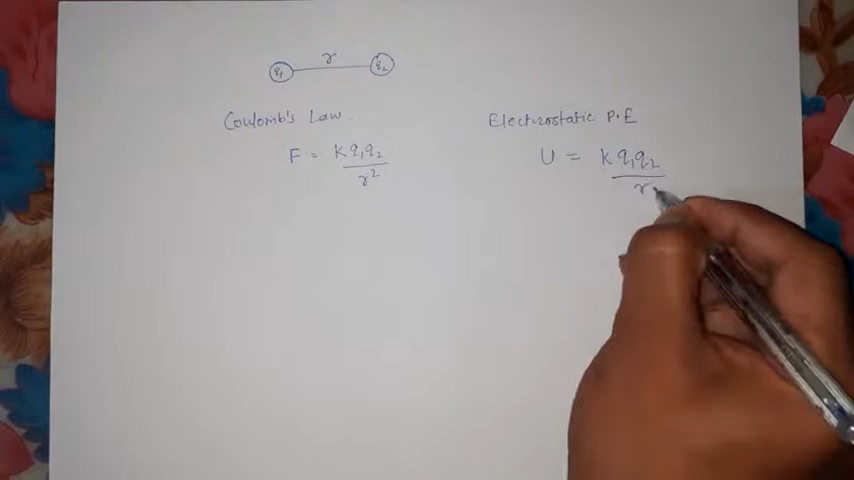 r
q₁ q₂
Coulomb's Law. Electrostatic P.E
F = Kq₁q₂/r² U = Kq₁q₂/r